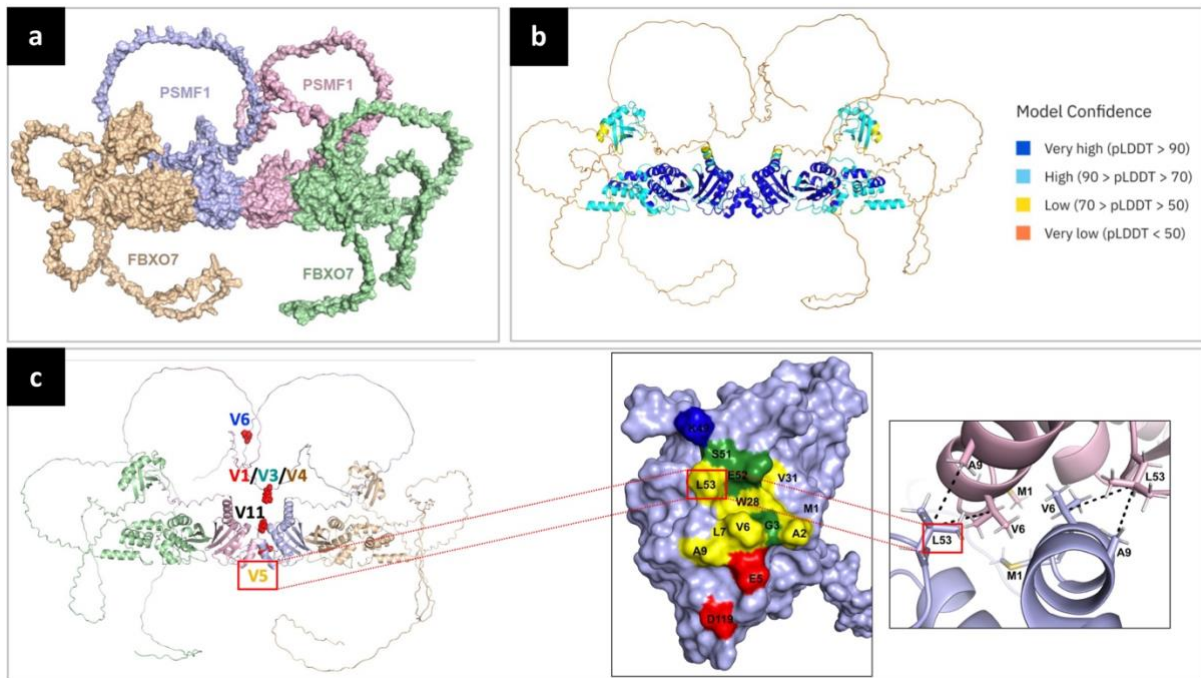 a
PSMF1
PSMF1
FBXO7
FBXO7
b
Model Confidence
Very high (pLDDT > 90)
High (90 > pLDDT > 70)
Low (70 > pLDDT > 50)
Very low (pLDDT < 50)
c
V6
V1/V3/V4
V11
V5
S51
E52
L53
V31
W28
M1
L7
V6
G3
A2
A9
E5
D119
A9
M1
V6
L53
V6
L53
A9
M1